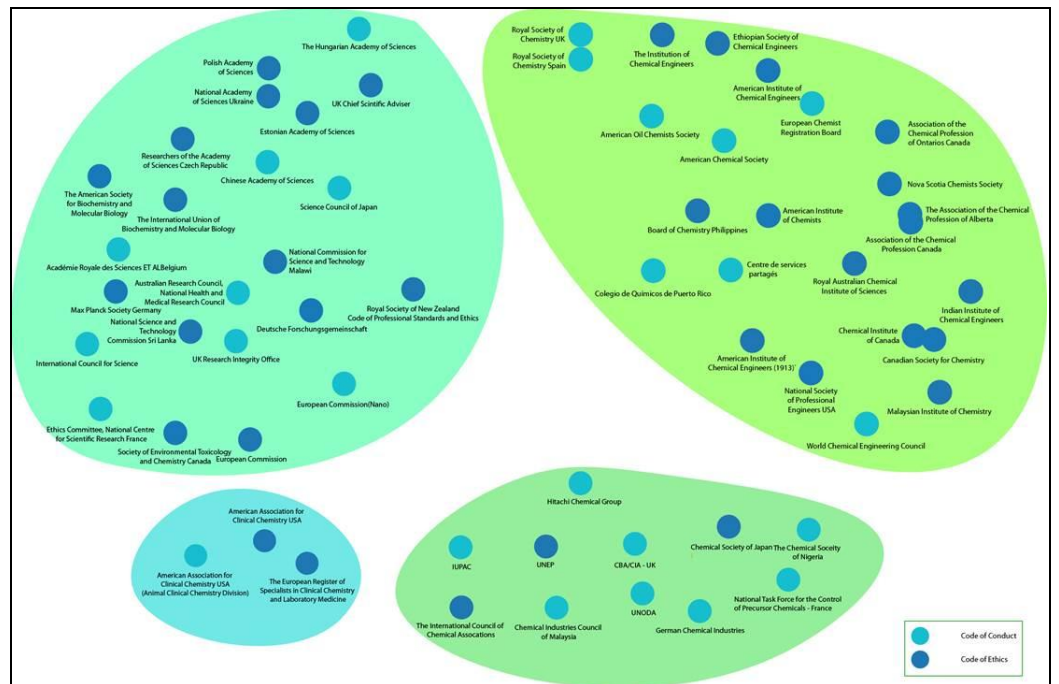 The Hungarian Academy of Sciences
Polish Academy
of Sciences
National Academy
of Sciences Ukraine
UK Chief Scintific Adviser
Estonian Academy of Sciences
Researchers of the Academy
of Sciences Czech Republic
Chinese Academy of Sciences
Science Council of Japan
The American Society
for Biochemistry and
Molecular Biology
The International Union of
Biochemistry and Molecular Biology
Académie Royale des Sciences ET ALBelgium
National Commission for
Science and Technology
Malawi
Australian Research Council,
National Health and
Medical Research Council
Max Planck Society Germany
Royal Society of New Zealand
Code of Professional Standards and Ethics
Deutsche Forschungsgemeinschaft
National Science and
Technology
Commission Sri Lanka
UK Research Integrity Office
International Council for Science
European Commission(Nano)
Ethics Committee, National Centre
for Scientific Research France
Society of Environmental Toxicology
and Chemistry Canada
European Commission
Royal Society of
Chemistry UK
Royal Society of
Chemistry Spain
The Institution of
Chemical Engineers
Ethiopian Society of
Chemical Engineers
American Institute of
Chemical Engineers
European Chemist
Registration Board
American Oil Chemists Society
American Chemical Society
Association of the
Chemical Profession
of Ontarios Canada
Nova Scotia Chemists Society
Board of Chemistry Philippines
American Institute
of Chemists
The Association of the Chemical
Profession of Alberta
Association of the Chemical
Profession Canada
Colegio de Quimicos de Puerto Rico
Centre de services
partagés
Royal Australian Chemical
Institute of Sciences
Indian Institute of
Chemical Engineers
Chemical Institute
of Canada
Canadian Society for Chemistry
American Institute of
Chemical Engineers (1913)'
National Society
of Professional
Engineers USA
Malaysian Institute of Chemistry
World Chemical Engineering Council
American Association for
Clinical Chemistry USA
American Association for
Clinical Chemistry USA
(Animal Clinical Chemistry Division)
The European Register of
Specialists in Clinical Chemistry
and Laboratory Medicine
Hitachi Chemical Group
IUPAC
UNEP
CBA/CIA - UK
Chemical Society of Japan
The Chemical Soceity
of Nigeria
National Task Force for the Control
of Precursor Chemicals - France
UNODA
The International Council of
Chemical Assocations
Chemical Industries Council
of Malaysia
German Chemical Industries
Code of Conduct
Code of Ethics